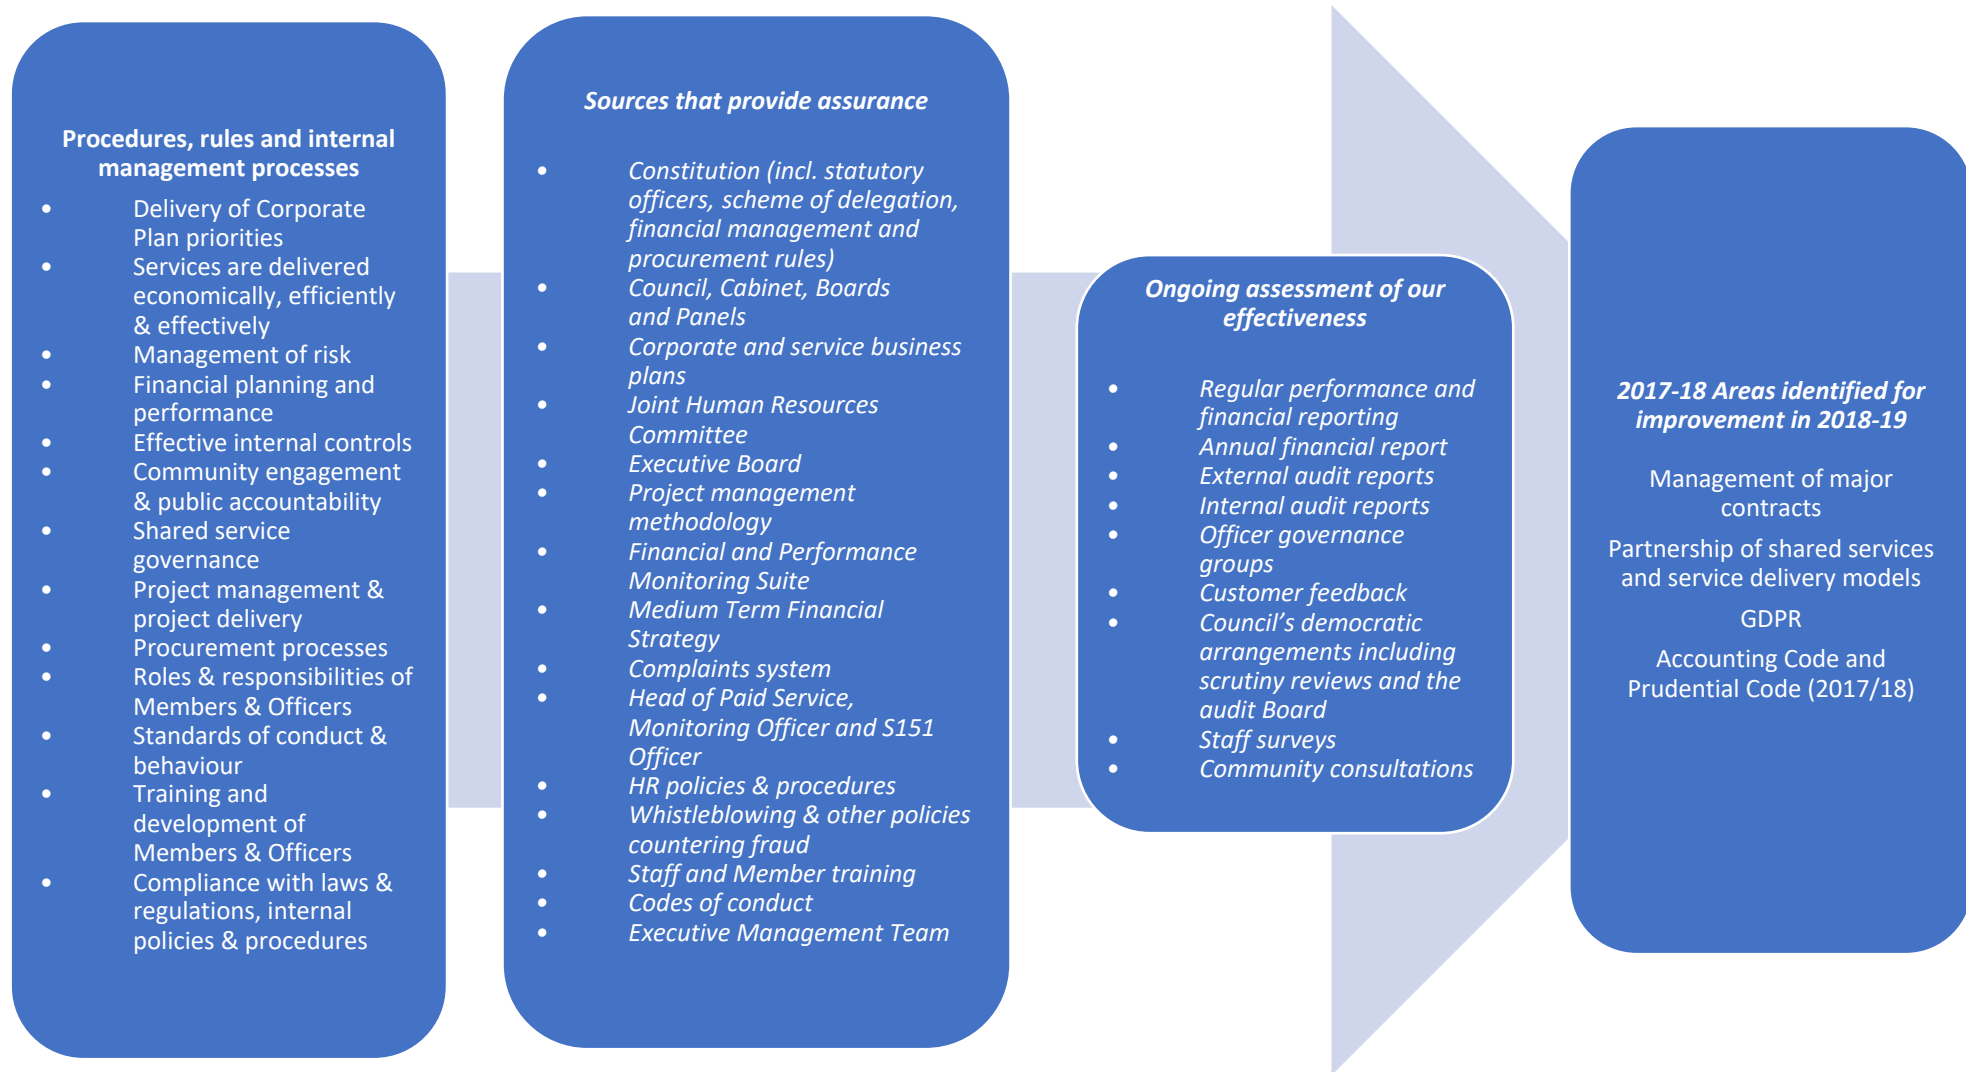 Procedures, rules and internal
management processes
• Delivery of Corporate
Plan priorities
• Services are delivered
economically, efficiently
& effectively
• Management of risk
• Financial planning and
performance
• Effective internal controls
• Community engagement
& public accountability
• Shared service
governance
• Project management &
project delivery
• Procurement processes
• Roles & responsibilities of
Members & Officers
• Standards of conduct &
behaviour
• Training and
development of
Members & Officers
• Compliance with laws &
regulations, internal
policies & procedures
Sources that provide assurance
• Constitution (incl. statutory
officers, scheme of delegation,
financial management and
procurement rules)
• Council, Cabinet, Boards
and Panels
• Corporate and service business
plans
• Joint Human Resources
Committee
• Executive Board
• Project management
methodology
• Financial and Performance
Monitoring Suite
• Medium Term Financial
Strategy
• Complaints system
• Head of Paid Service,
Monitoring Officer and S151
Officer
• HR policies & procedures
• Whistleblowing & other policies
countering fraud
• Staff and Member training
• Codes of conduct
• Executive Management Team
Ongoing assessment of our
effectiveness
• Regular performance and
financial reporting
• Annual financial report
• External audit reports
• Internal audit reports
• Officer governance
groups
• Customer feedback
• Council’s democratic
arrangements including
scrutiny reviews and the
audit Board
• Staff surveys
• Community consultations
2017-18 Areas identified for
improvement in 2018-19
Management of major
contracts
Partnership of shared services
and service delivery models
GDPR
Accounting Code and
Prudential Code (2017/18)